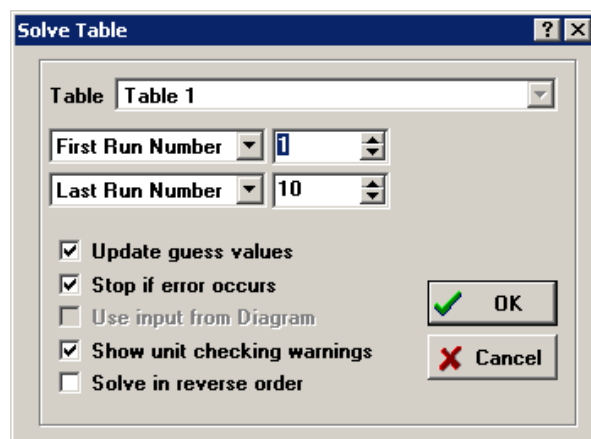 Solve Table
Table Table 1
First Run Number 1
Last Run Number 10
Update guess values
Stop if error occurs
Use input from Diagram
Show unit checking warnings
Solve in reverse order
OK
Cancel